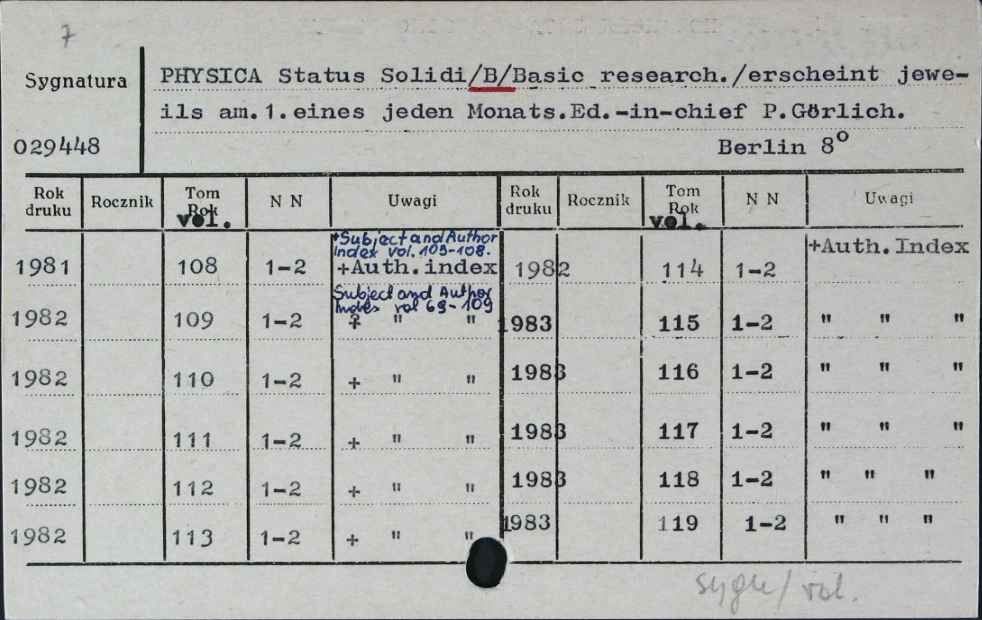 7
Sygnatura
PHYSICA Status Solidi/B/Basic research./erscheint jewe-
ils am.1.eines jeden Monats.Ed.-in-chief P.Görlich.
029448
Berlin 8°
Rok druku Rocznik Tom Rok vol. N N Uwagi Rok druku Rocznik Tom Rok vol. N N Uwagi
+Subject and Author
Index vol. 105-108.
1981 108 1-2 +Auth.index 1982 114 1-2 +Auth.Index
Subject and Author
Index vol 69-109
1982 109 1-2 + " " 1983 115 1-2 " " "
1982 110 1-2 + " " 1983 116 1-2 " " "
1982 111 1-2 + " " 1983 117 1-2 " " "
1982 112 1-2 + " " 1983 118 1-2 " " "
1982 113 1-2 + " " 1983 119 1-2 " " "
sygn/vol.